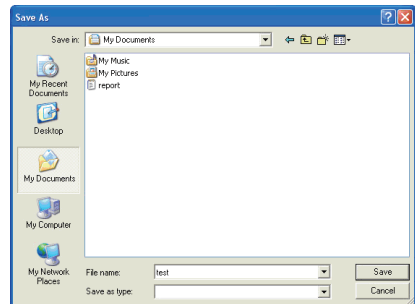 Save As
Save in:
My Documents
My Music
My Pictures
report
My Recent
Documents
Desktop
My Documents
My Computer
My Network
Places
File name:
test
Save
Save as type:
Cancel